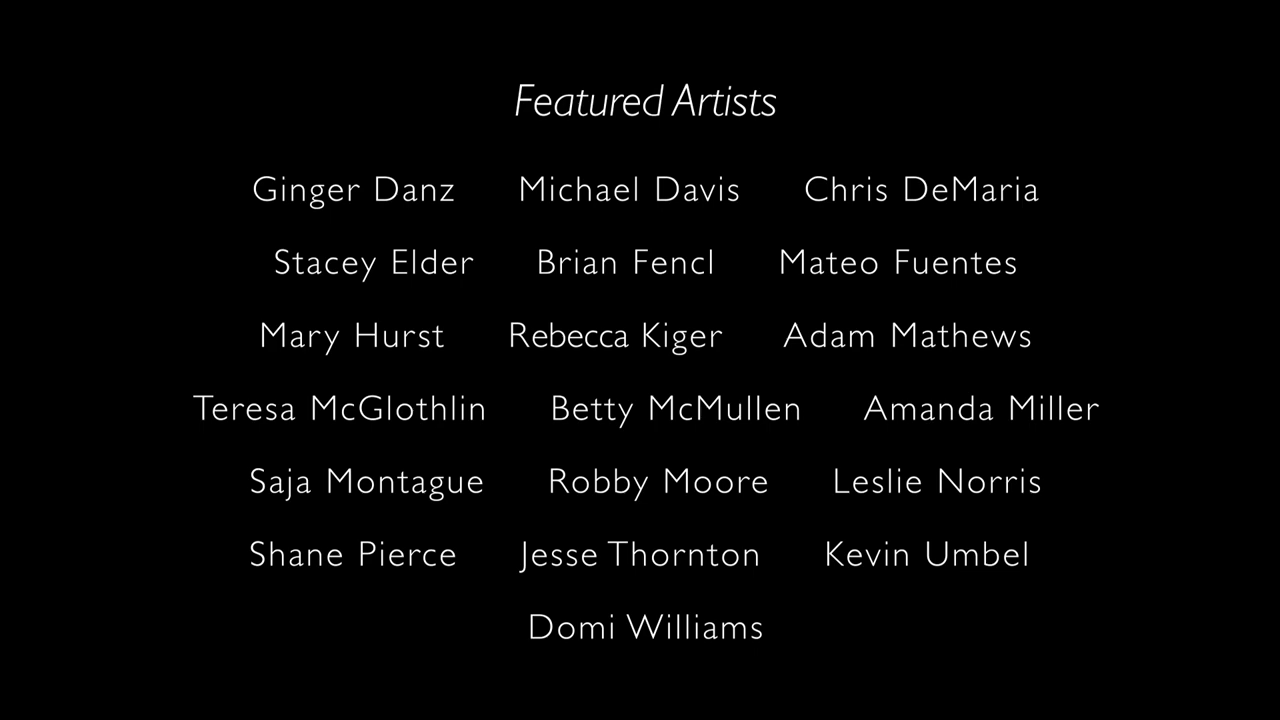 Featured Artists
Ginger Danz Michael Davis Chris DeMaria
Stacey Elder Brian Fencl Mateo Fuentes
Mary Hurst Rebecca Kiger Adam Mathews
Teresa McGlothlin Betty McMullen Amanda Miller
Saja Montague Robby Moore Leslie Norris
Shane Pierce Jesse Thornton Kevin Umbel
Domi Williams